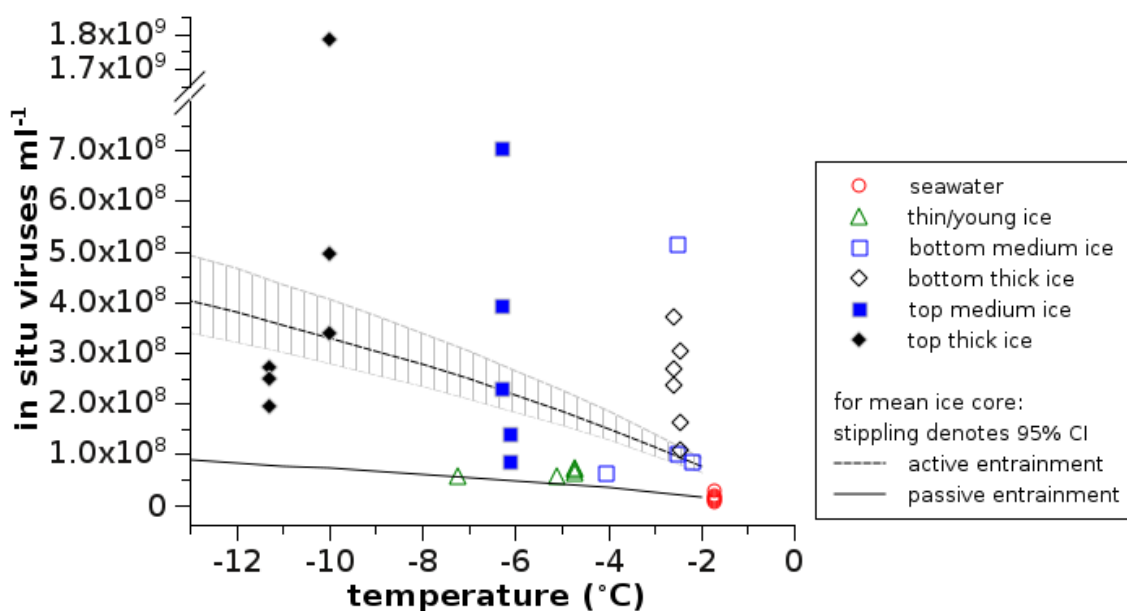 in situ viruses ml⁻¹
1.8x10⁹
1.7x10⁹
7.0x10⁸
6.0x10⁸
5.0x10⁸
4.0x10⁸
3.0x10⁸
2.0x10⁸
1.0x10⁸
0
-12 -10 -8 -6 -4 -2 0
temperature (°C)
seawater
thin/young ice
bottom medium ice
bottom thick ice
top medium ice
top thick ice
for mean ice core:
stippling denotes 95% CI
active entrainment
passive entrainment